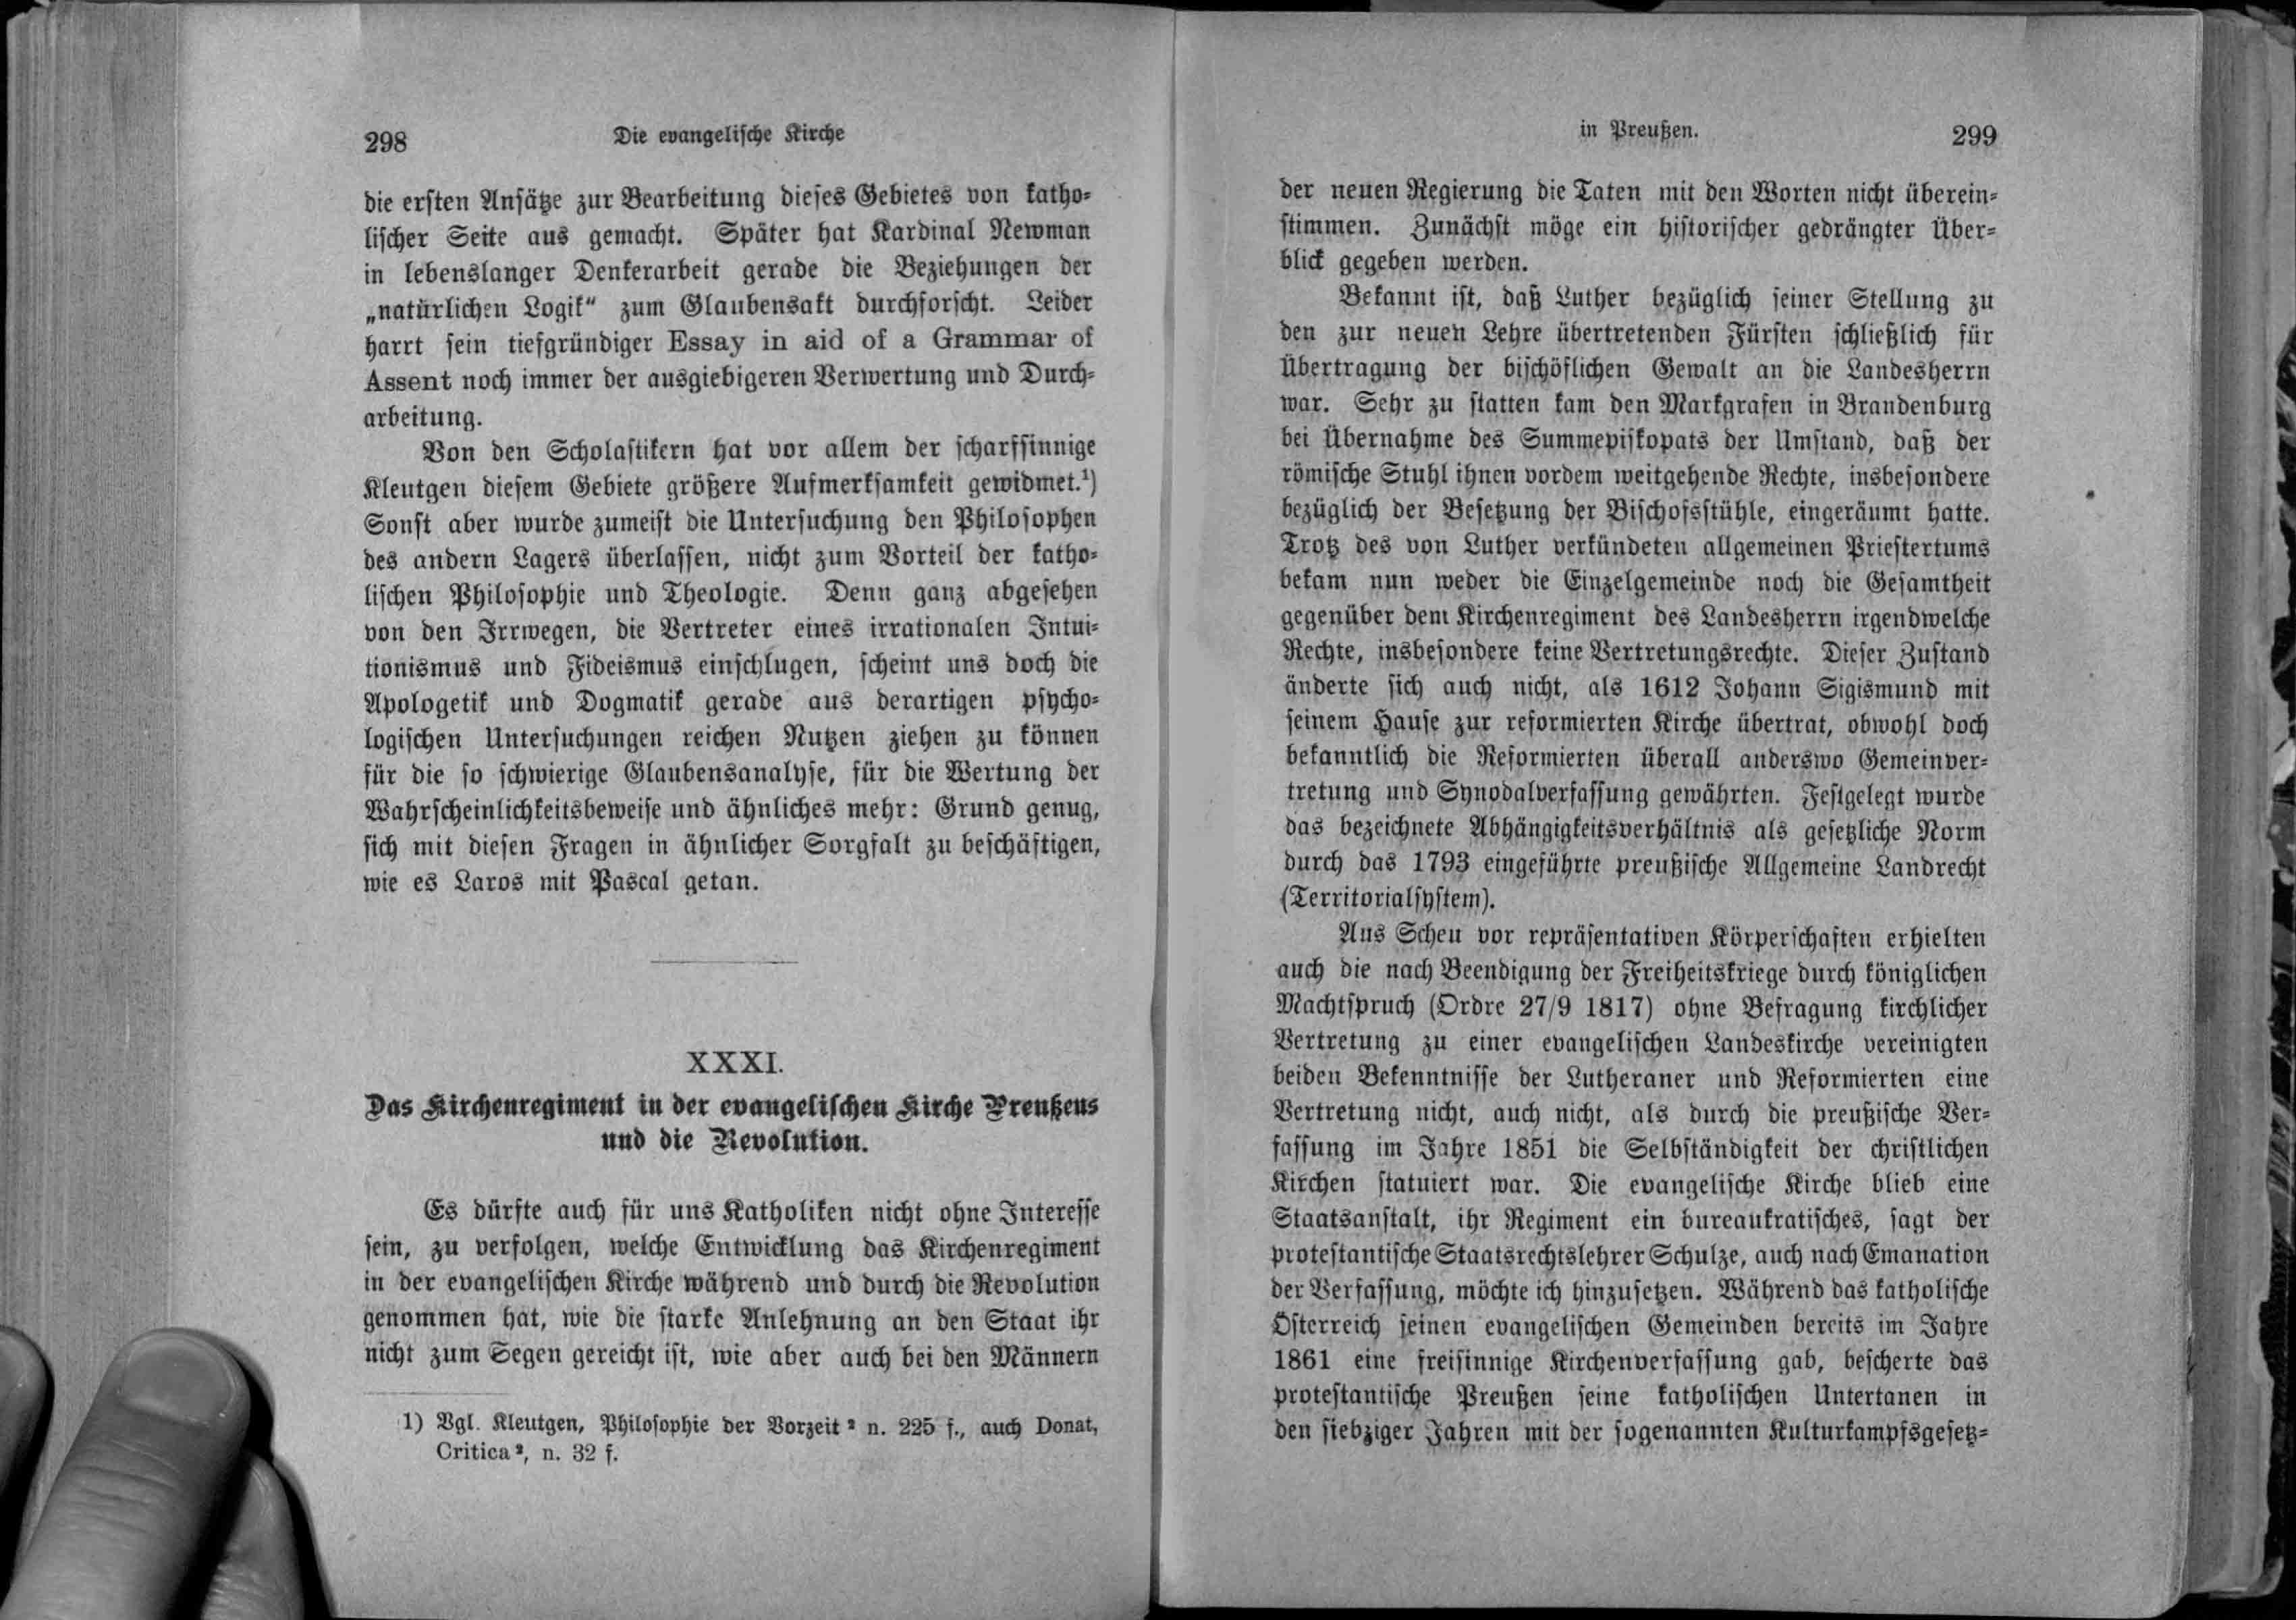 298
Die evangelische Kirche
die ersten Ansätze zur Bearbeitung dieses Gebietes von katho-
lischer Seite aus gemacht. Später hat Kardinal Newman
in lebenslanger Denkerarbeit gerade die Beziehungen der
„natürlichen Logik“ zum Glaubensakt durchforscht. Leider
harrt sein tiefgründiger Essay in aid of a Grammar of
Assent noch immer der ausgiebigeren Verwertung und Durch-
arbeitung.
Von den Scholastikern hat vor allem der scharfsinnige
Kleutgen diesem Gebiete größere Aufmerksamkeit gewidmet.¹)
Sonst aber wurde zumeist die Untersuchung den Philosophen
des andern Lagers überlassen, nicht zum Vorteil der katho-
lischen Philosophie und Theologie. Denn ganz abgesehen
von den Irrwegen, die Vertreter eines irrationalen Intui-
tionismus und Fideismus einschlugen, scheint uns doch die
Apologetik und Dogmatik gerade aus derartigen psycho-
logischen Untersuchungen reichen Nutzen ziehen zu können
für die so schwierige Glaubensanalyse, für die Wertung der
Wahrscheinlichkeitsbeweise und ähnliches mehr: Grund genug,
sich mit diesen Fragen in ähnlicher Sorgfalt zu beschäftigen,
wie es Laros mit Pascal getan.
XXXI.
Das Kirchenregiment in der evangelischen Kirche Preußens
und die Revolution.
Es dürfte auch für uns Katholiken nicht ohne Interesse
sein, zu verfolgen, welche Entwicklung das Kirchenregiment
in der evangelischen Kirche während und durch die Revolution
genommen hat, wie die starke Anlehnung an den Staat ihr
nicht zum Segen gereicht ist, wie aber auch bei den Männern
1) Vgl. Kleutgen, Philosophie der Vorzeit² n. 225 f., auch Donat,
Critica², n. 32 f.
in Preußen.
299
der neuen Regierung die Taten mit den Worten nicht überein-
stimmen. Zunächst möge ein historischer gedrängter Über-
blick gegeben werden.
Bekannt ist, daß Luther bezüglich seiner Stellung zu
den zur neuen Lehre übertretenden Fürsten schließlich für
Übertragung der bischöflichen Gewalt an die Landesherrn
war. Sehr zu statten kam den Markgrafen in Brandenburg
bei Übernahme des Summepiskopats der Umstand, daß der
römische Stuhl ihnen vordem weitgehende Rechte, insbesondere
bezüglich der Besetzung der Bischofsstühle, eingeräumt hatte.
Trotz des von Luther verkündeten allgemeinen Priestertums
bekam nun weder die Einzelgemeinde noch die Gesamtheit
gegenüber dem Kirchenregiment des Landesherrn irgendwelche
Rechte, insbesondere keine Vertretungsrechte. Dieser Zustand
änderte sich auch nicht, als 1612 Johann Sigismund mit
seinem Hause zur reformierten Kirche übertrat, obwohl doch
bekanntlich die Reformierten überall anderswo Gemeinver-
tretung und Synodalverfassung gewährten. Festgelegt wurde
das bezeichnete Abhängigkeitsverhältnis als gesetzliche Norm
durch das 1793 eingeführte preußische Allgemeine Landrecht
(Territorialsystem).
Aus Scheu vor repräsentativen Körperschaften erhielten
auch die nach Beendigung der Freiheitskriege durch königlichen
Machtspruch (Ordre 27/9 1817) ohne Befragung kirchlicher
Vertretung zu einer evangelischen Landeskirche vereinigten
beiden Bekenntnisse der Lutheraner und Reformierten eine
Vertretung nicht, auch nicht, als durch die preußische Ver-
fassung im Jahre 1851 die Selbständigkeit der christlichen
Kirchen statuiert war. Die evangelische Kirche blieb eine
Staatsanstalt, ihr Regiment ein bureaukratisches, sagt der
protestantische Staatsrechtslehrer Schulze, auch nach Emanation
der Verfassung, möchte ich hinzusetzen. Während das katholische
Österreich seinen evangelischen Gemeinden bereits im Jahre
1861 eine freisinnige Kirchenverfassung gab, bescherte das
protestantische Preußen seine katholischen Untertanen in
den siebziger Jahren mit der sogenannten Kulturkampfsgesetz-